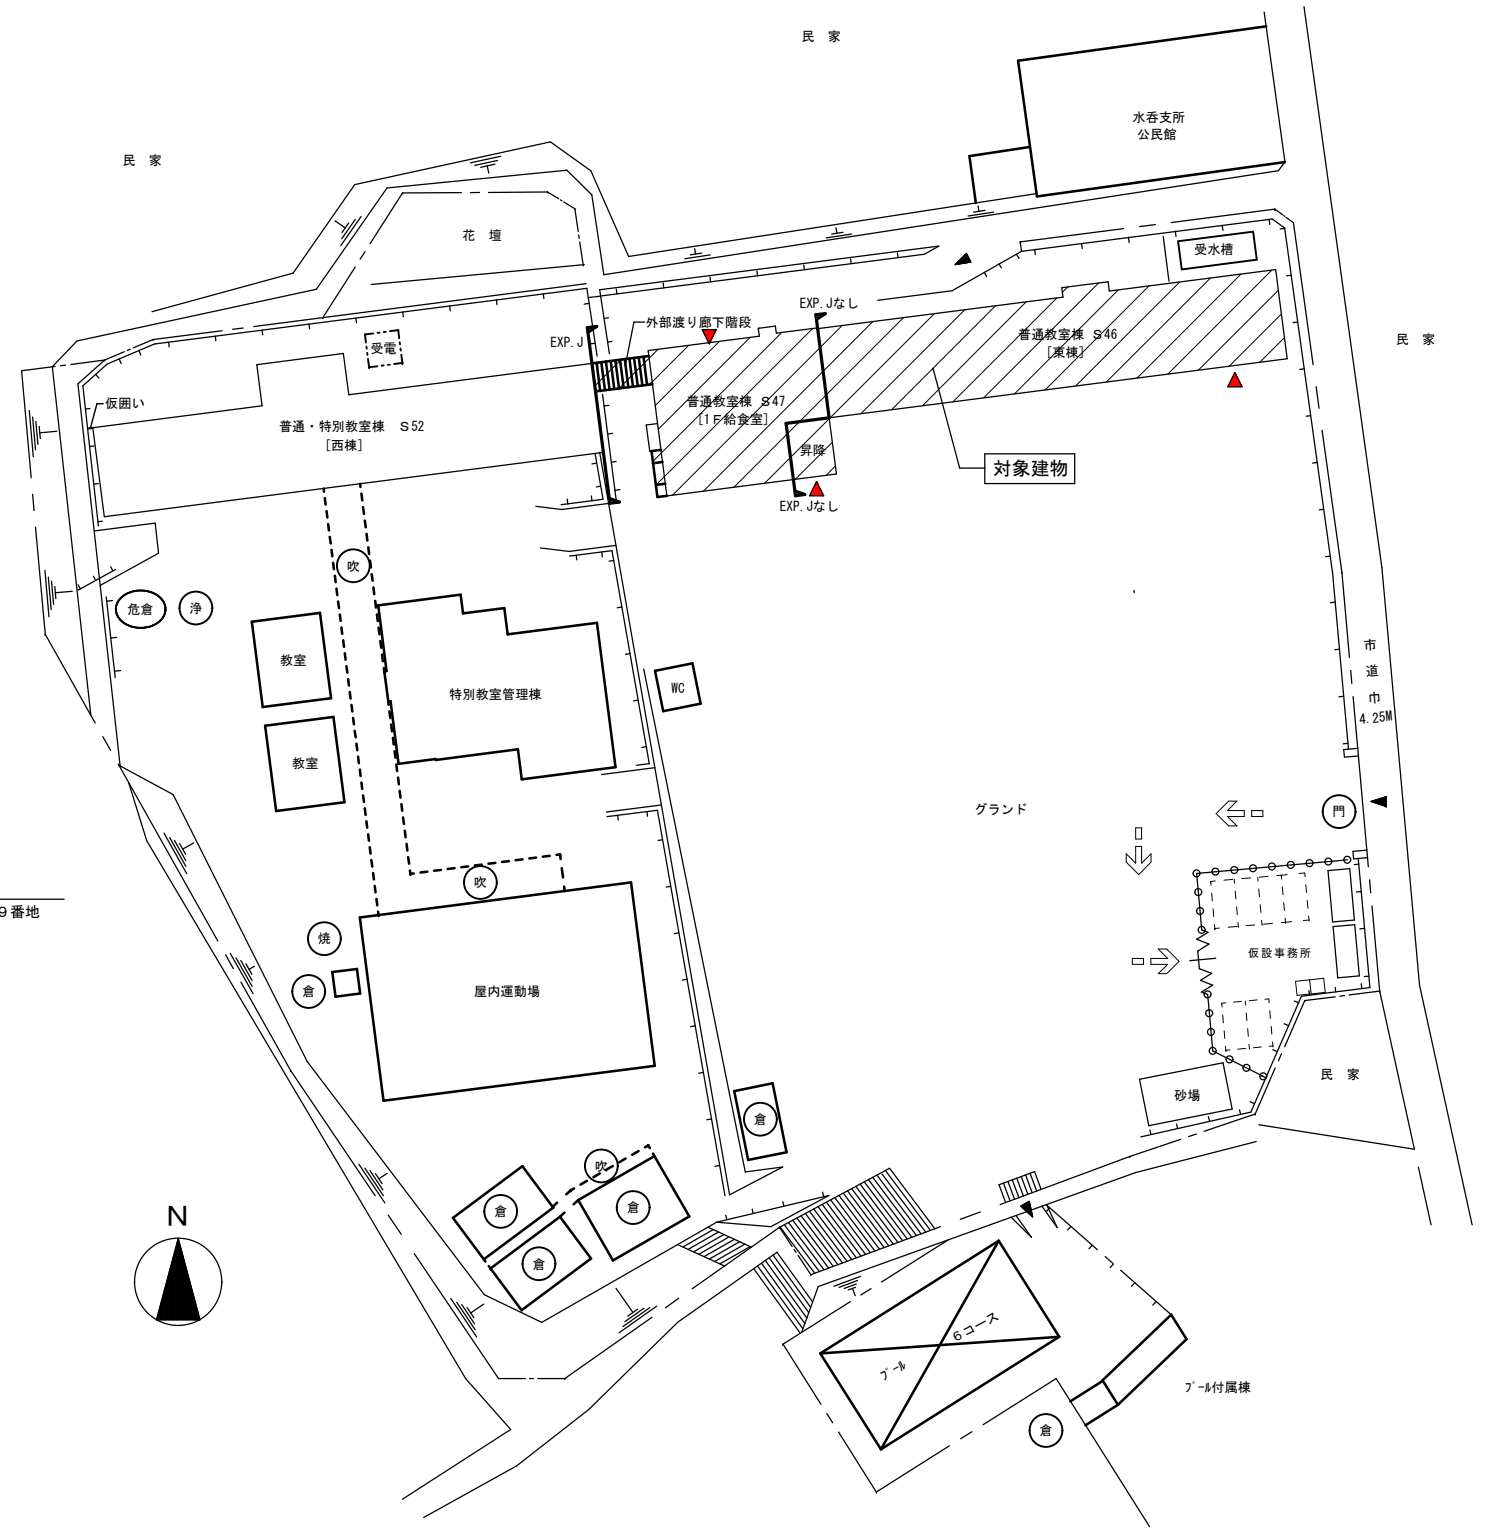 民 家
民 家
水呑支所
公民館
花 壇
受水槽
EXP.Jなし
外部渡り廊下階段
EXP.J
受電
普通教室棟 S46
[東棟]
民 家
仮囲い
普通教室棟 S47
[1F給食室]
普通・特別教室棟 S52
[西棟]
昇降
対象建物
EXP.Jなし
吹
危倉
浄
教室
特別教室管理棟
WC
市
道
巾
4.25M
教室
グランド
門
吹
9番地
焼
仮設事務所
倉
屋内運動場
民 家
砂場
倉
吹
倉
倉
N
倉
6コース
プール
プール付属棟
倉